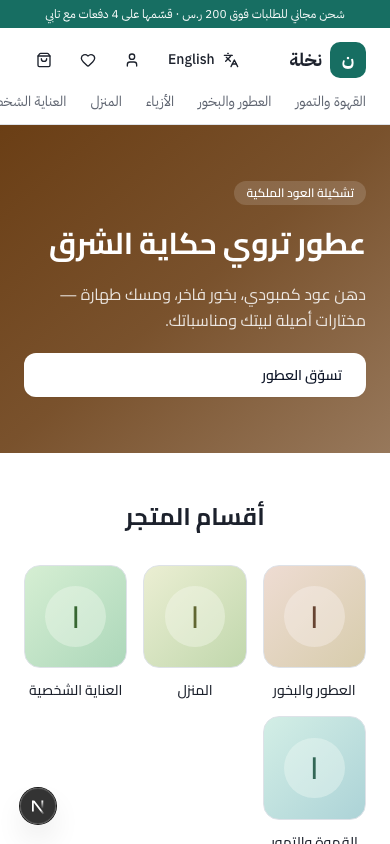 شحن مجاني للطلبات فوق 200 ر.س · قسّمها على 4 دفعات مع تابي
ن نخلة English
القهوة والتمور العطور والبخور الأزياء المنزل العناية
تشكيلة العود الملكية
عطور تروي حكاية الشرق
دهن عود كمبودي، بخور فاخر، ومسك طهارة —
مختارات أصيلة لبيتك ومناسباتك.
تسوّق العطور
أقسام المتجر
ا ا ا
العطور والبخور المنزل العناية الشخصية
ا
القهوة والتمور
N